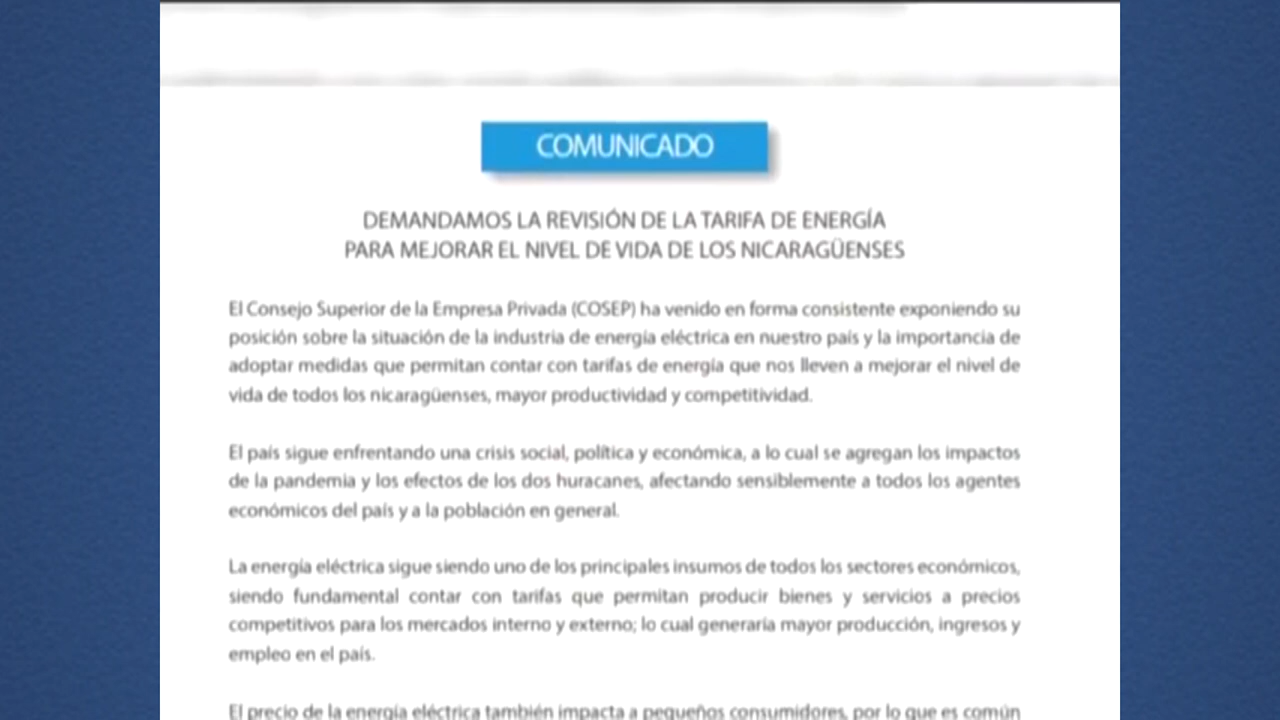 COMUNICADO
DEMANDAMOS LA REVISIÓN DE LA TARIFA DE ENERGÍA
PARA MEJORAR EL NIVEL DE VIDA DE LOS NICARAGÜENSES
El Consejo Superior de la Empresa Privada (COSEP) ha venido en forma consistente exponiendo su
posición sobre la situación de la industria de energía eléctrica en nuestro país y la importancia de
adoptar medidas que permitan contar con tarifas de energía que nos lleven a mejorar el nivel de
vida de todos los nicaragüenses, mayor productividad y competitividad.
El país sigue enfrentando una crisis social, política y económica, a lo cual se agregan los impactos
de la pandemia y los efectos de los dos huracanes, afectando sensiblemente a todos los agentes
económicos del país y a la población en general.
La energía eléctrica sigue siendo uno de los principales insumos de todos los sectores económicos,
siendo fundamental contar con tarifas que permitan producir bienes y servicios a precios
competitivos para los mercados interno y externo; lo cual generaría mayor producción, ingresos y
empleo en el país.
El precio de la energía eléctrica también impacta a pequeños consumidores, por lo que es común